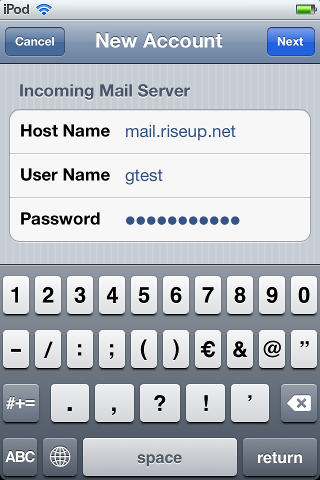 iPod
Cancel New Account Next
Incoming Mail Server
Host Name mail.riseup.net
User Name gtest
Password ●●●●●●●●●●●
1 2 3 4 5 6 7 8 9 0
- / : ; ( ) € & @ ”
#+= . , ? ! ’
ABC space return